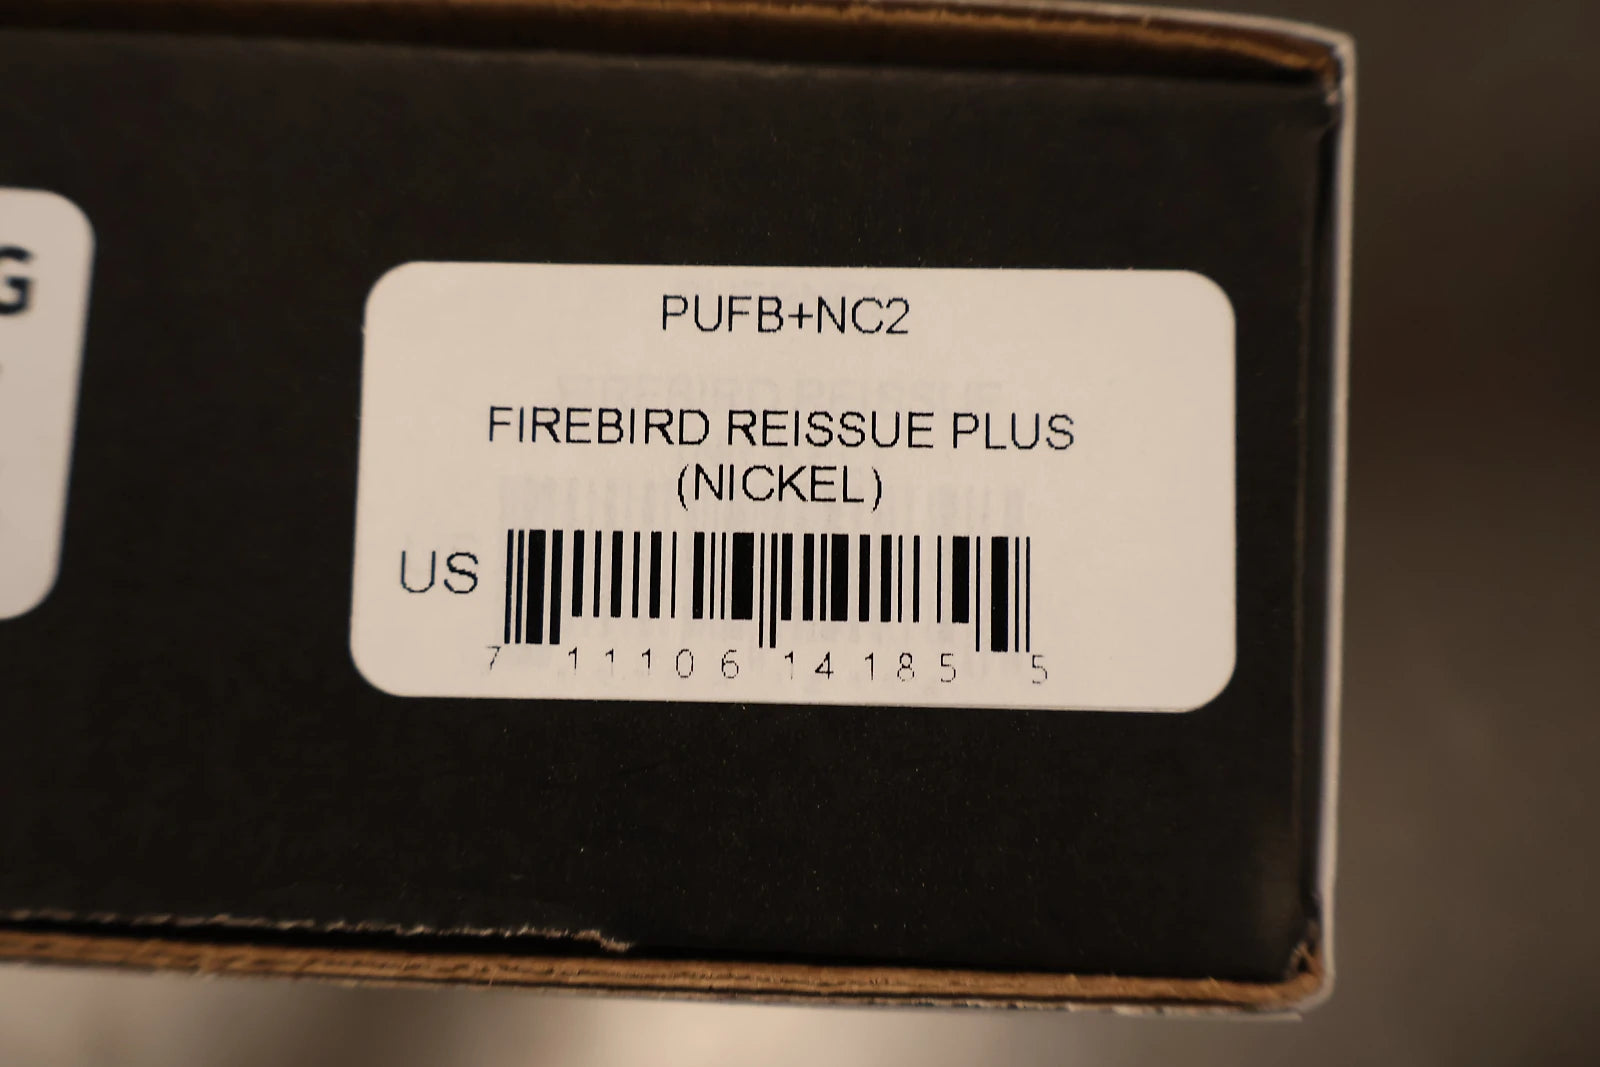 G
PUFB+NC2
FIREBIRD REISSUE PLUS
(NICKEL)
US
7 11106 14185 5